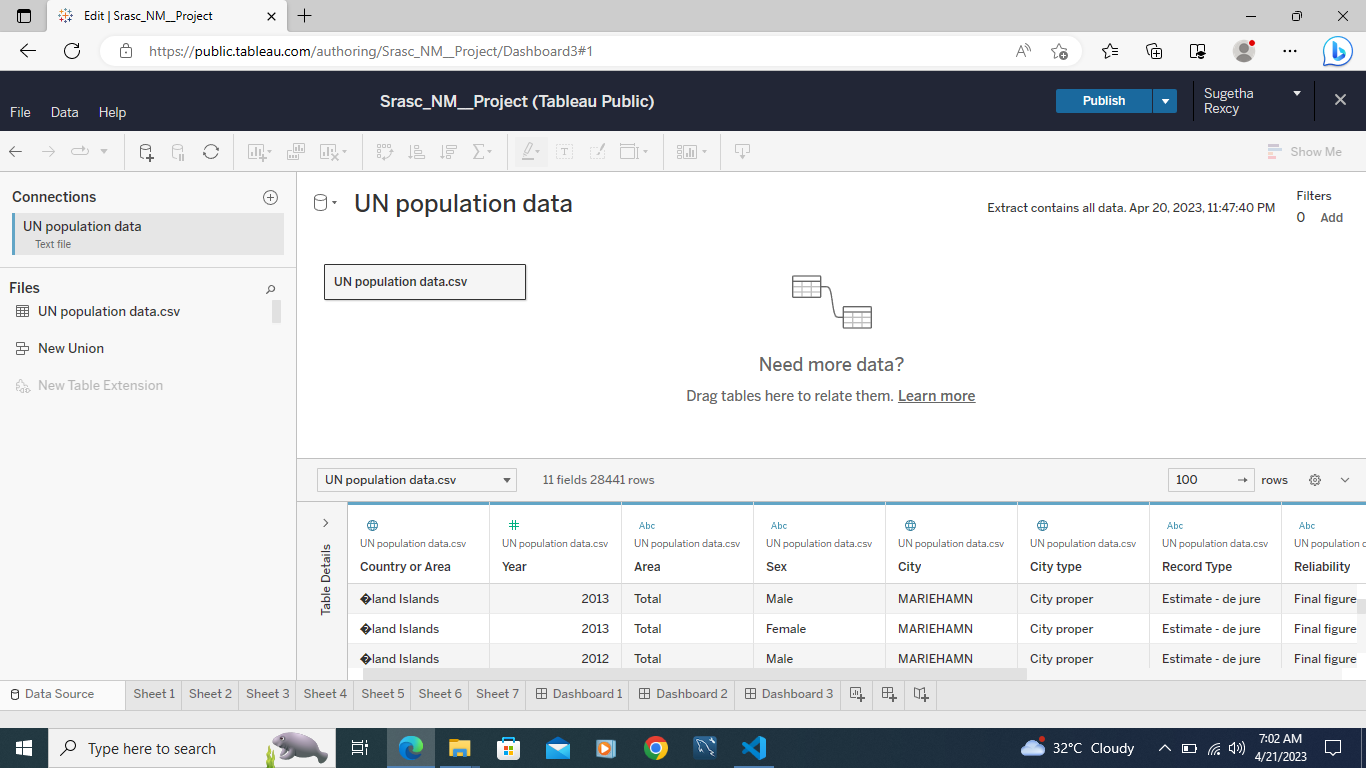 Edit | Srasc_NM__Project
https://public.tableau.com/authoring/Srasc_NM__Project/Dashboard3#1
File Data Help
Srasc_NM__Project (Tableau Public)
Publish
Sugetha
Rexcy
Show Me
Connections
UN population data
Text file
Files
UN population data.csv
New Union
New Table Extension
UN population data
Extract contains all data. Apr 20, 2023, 11:47:40 PM
Filters
0 Add
UN population data.csv
Need more data?
Drag tables here to relate them. Learn more
UN population data.csv 11 fields 28441 rows 100 rows
Table Details
# Abc Abc Abc Abc
UN population data.csv UN population data.csv UN population data.csv UN population data.csv UN population data.csv UN population data.csv UN population data.csv UN population data.c
Country or Area Year Area Sex City City type Record Type Reliability
�land Islands 2013 Total Male MARIEHAMN City proper Estimate - de jure Final figure
�land Islands 2013 Total Female MARIEHAMN City proper Estimate - de jure Final figure
�land Islands 2012 Total Male MARIEHAMN City proper Estimate - de jure Final figure
Data Source Sheet 1 Sheet 2 Sheet 3 Sheet 4 Sheet 5 Sheet 6 Sheet 7 Dashboard 1 Dashboard 2 Dashboard 3
Type here to search
32°C Cloudy
7:02 AM
4/21/2023